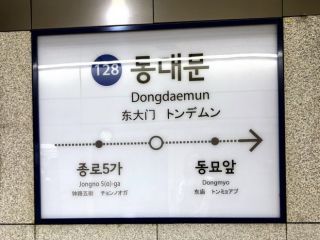 128 동대문
Dongdaemun
东大门 トンデムン
종로5가
Jongno 5(o)-ga
钟路五街 チョンノオガ
동묘앞
Dongmyo
东庙 トンミョアプ